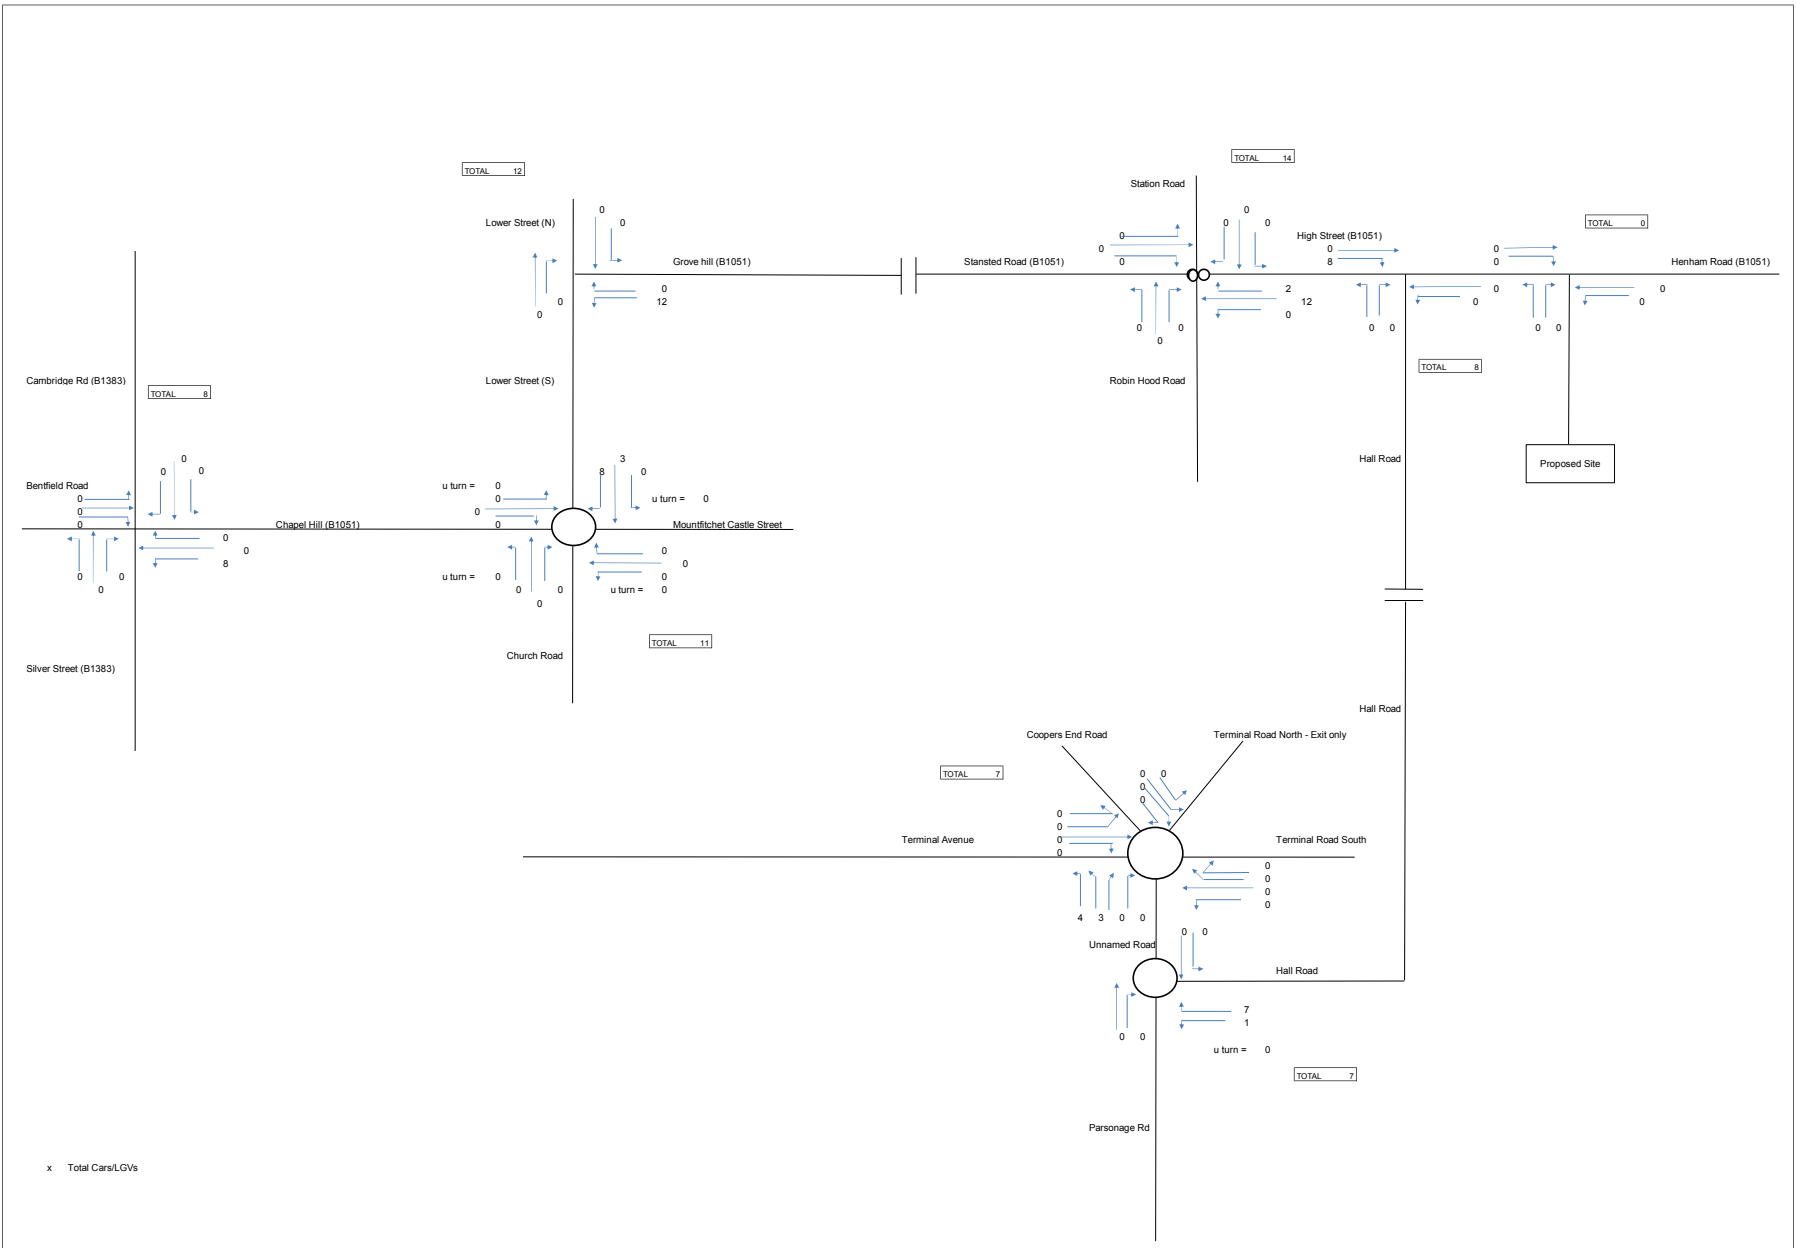 TOTAL 14
TOTAL 12
Station Road
0
0
Lower Street (N)
0
0 0
TOTAL 0
0
High Street (B1051)
0
0
0
0
8
0
0
Grove hill (B1051)
Stansted Road (B1051)
Henham Road (B1051)
0
12
0
0
2
12
0
0
0
0
0
0
0 0
0
0 0
0 0
TOTAL 8
Cambridge Rd (B1383)
Lower Street (S)
Robin Hood Road
TOTAL 8
Hall Road
Proposed Site
0
0
0
3
8
0
Bentfield Road
0
0
0
u turn = 0
0
0
0
u turn = 0
Chapel Hill (B1051)
Mountfitchet Castle Street
0
0
8
0
0
0
0
0
0
u turn = 0
0
0
0
u turn = 0
TOTAL 11
Church Road
Silver Street (B1383)
Hall Road
Coopers End Road
Terminal Road North - Exit only
TOTAL 7
0 0
0
0
0
0
0
0
Terminal Avenue
Terminal Road South
0
0
0
0
4 3 0 0
0 0
Unnamed Road
Hall Road
7
1
0 0
u turn = 0
TOTAL 7
Parsonage Rd
x Total Cars/LGVs